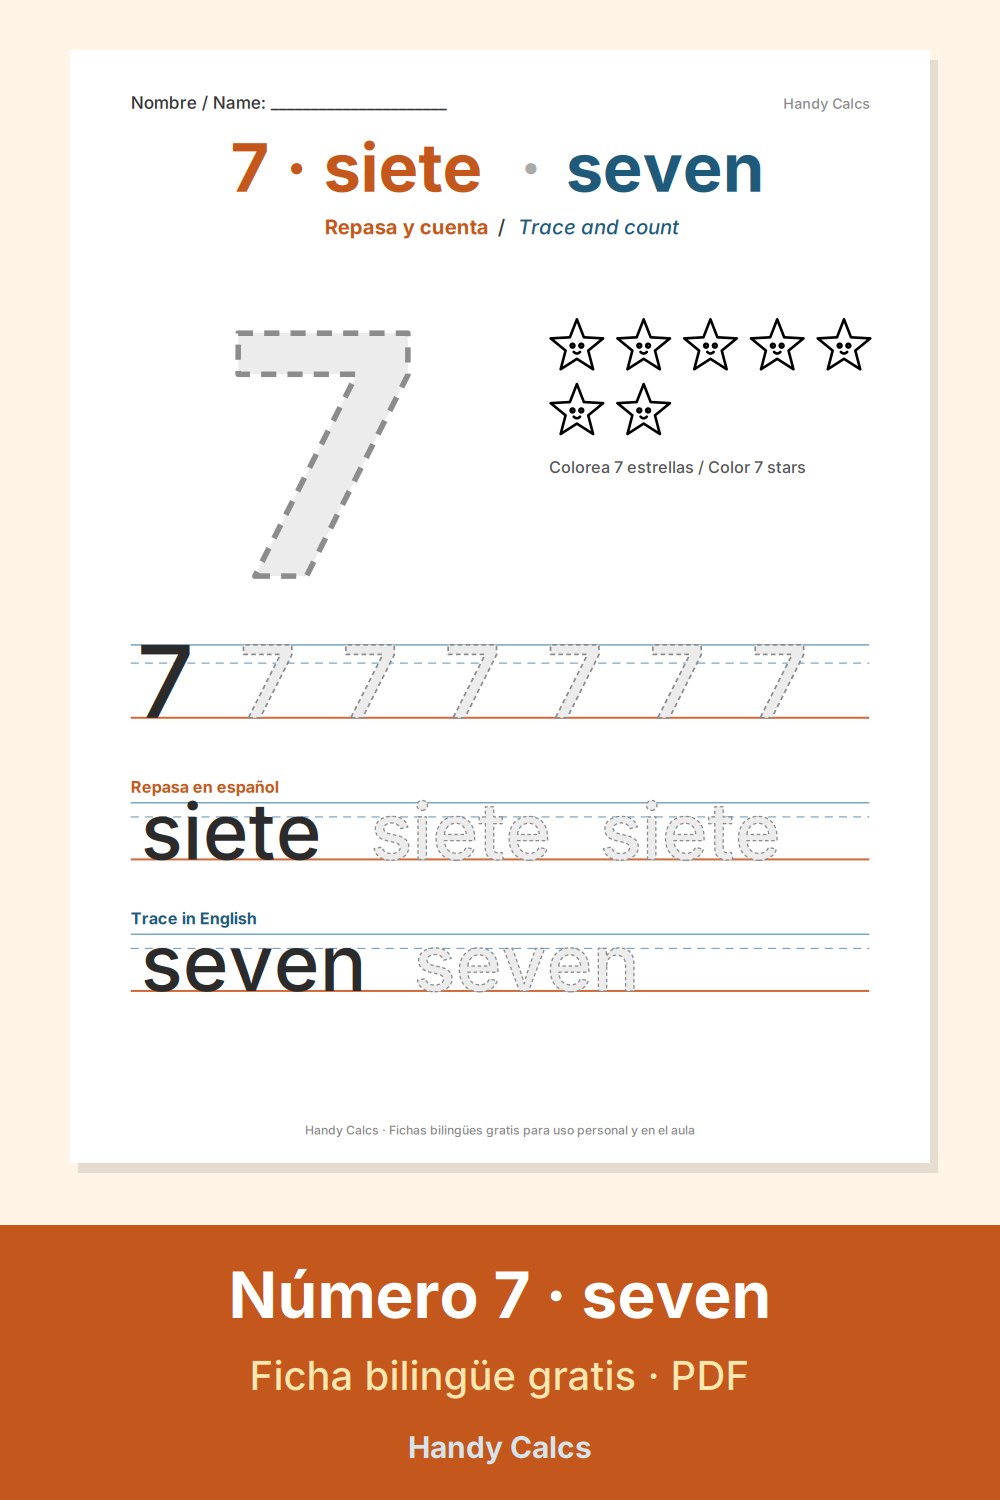 Nombre / Name: ____________________
Handy Calcs
7 · siete • seven
Repasa y cuenta / Trace and count
7
Colorea 7 estrellas / Color 7 stars
7 7 7 7 7 7 7
Repasa en español
siete siete siete
Trace in English
seven seven
Handy Calcs · Fichas bilingües gratis para uso personal y en el aula
Número 7 · seven
Ficha bilingüe gratis · PDF
Handy Calcs